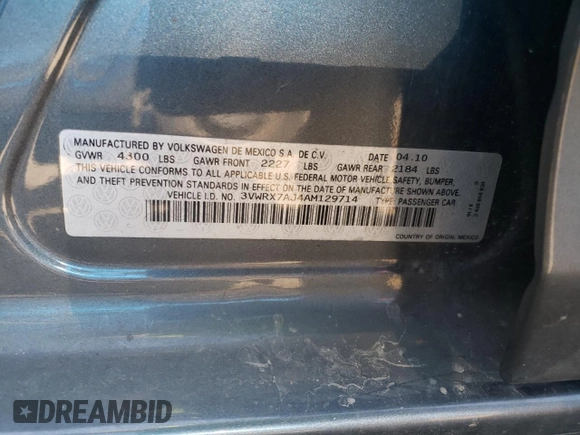 MANUFACTURED BY VOLKSWAGEN DE MEXICO S.A. DE C.V. DATE 04.10
GVWR 4300 LBS GAWR FRONT 2227 LBS GAWR REAR 2184 LBS
THIS VEHICLE CONFORMS TO ALL APPLICABLE U.S. FEDERAL MOTOR VEHICLE SAFETY, BUMPER,
AND THEFT PREVENTION STANDARDS IN EFFECT ON THE DATE OF MANUFACTURE SHOWN ABOVE.
VEHICLE I.D. NO. 3VWRX7AJ4AM129714 TYPE: PASSENGER CAR
COUNTRY OF ORIGIN: MEXICO
DREAMBID